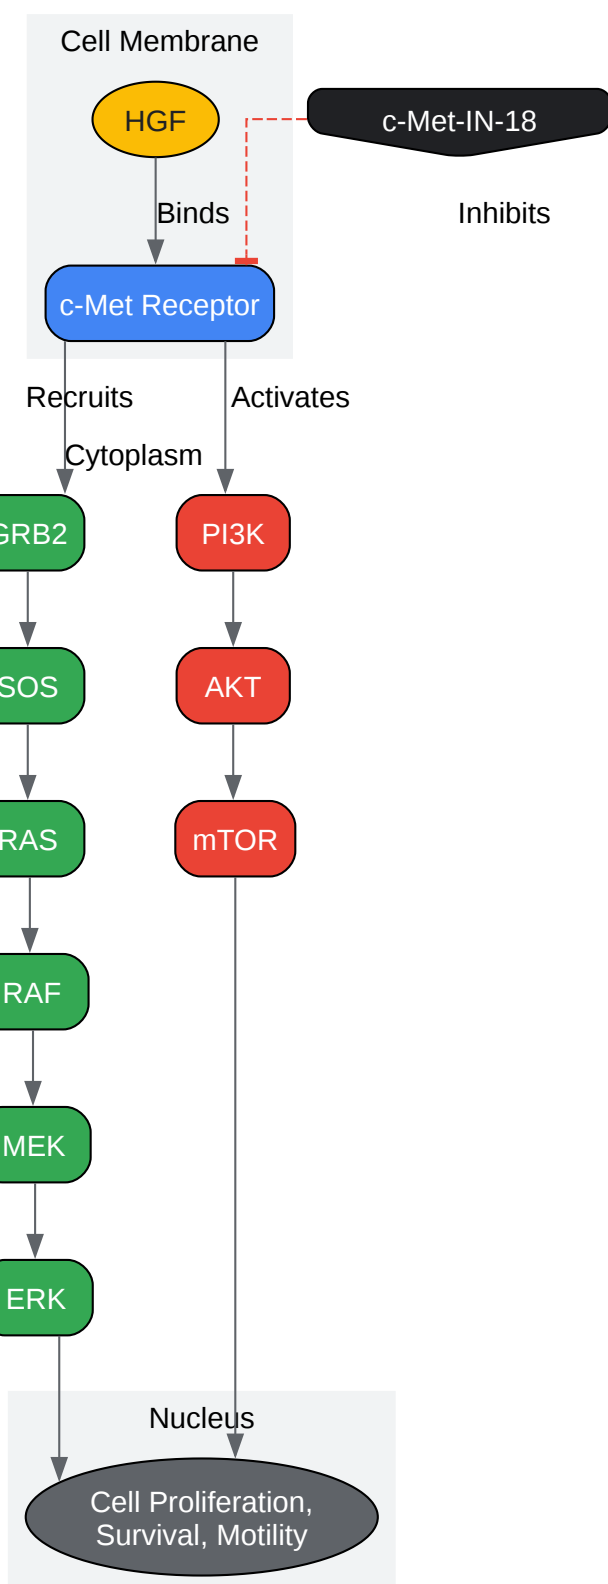 Cell Membrane
HGF
c-Met-IN-18
Binds
Inhibits
c-Met Receptor
Recruits
Activates
Cytoplasm
GRB2
PI3K
SOS
AKT
RAS
mTOR
RAF
MEK
ERK
Nucleus
Cell Proliferation,
Survival, Motility